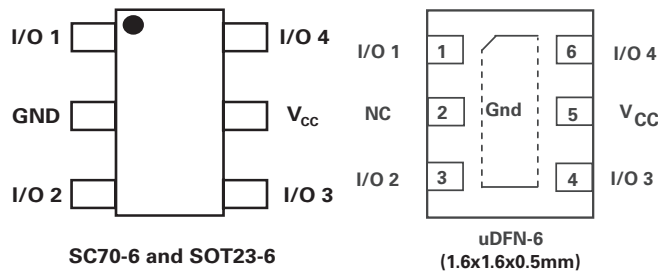 I/O 1
I/O 4
GND
VCC
I/O 2
I/O 3
SC70-6 and SOT23-6
I/O 1
1
6
I/O 4
NC
2
Gnd
5
VCC
I/O 2
3
4
I/O 3
uDFN-6
(1.6x1.6x0.5mm)